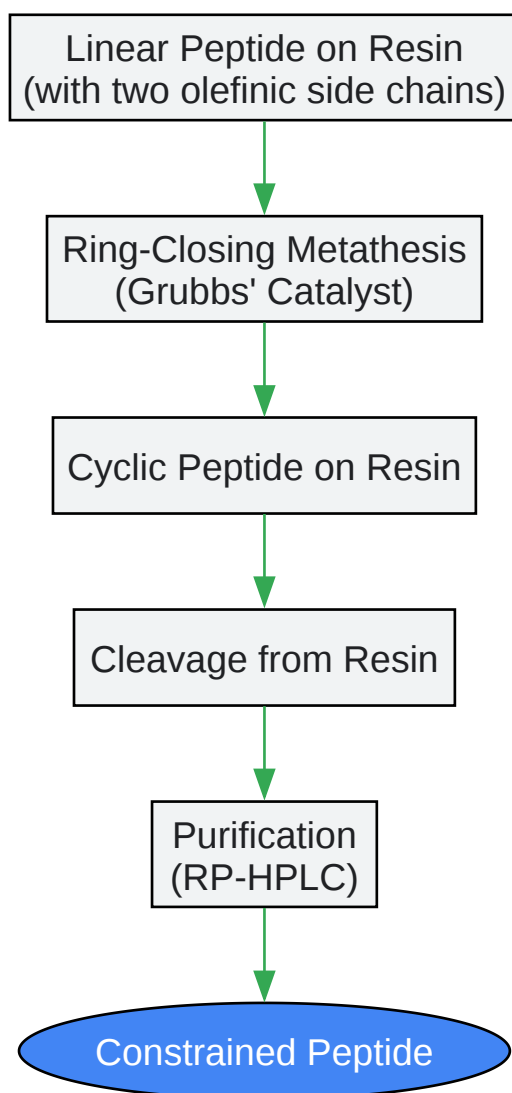 Linear Peptide on Resin
(with two olefinic side chains)
Ring-Closing Metathesis
(Grubbs' Catalyst)
Cyclic Peptide on Resin
Cleavage from Resin
Purification
(RP-HPLC)
Constrained Peptide